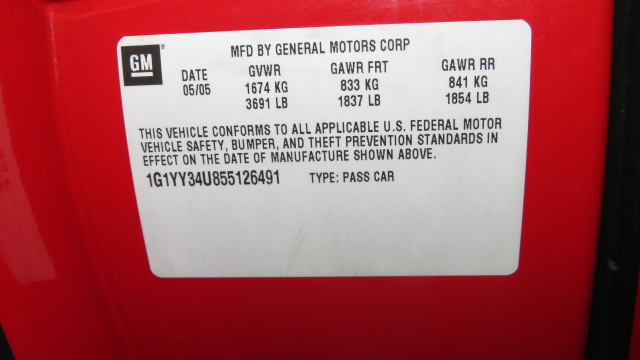 MFD BY GENERAL MOTORS CORP
GM
DATE GVWR GAWR FRT GAWR RR
05/05 1674 KG 833 KG 841 KG
3691 LB 1837 LB 1854 LB
THIS VEHICLE CONFORMS TO ALL APPLICABLE U.S. FEDERAL MOTOR
VEHICLE SAFETY, BUMPER, AND THEFT PREVENTION STANDARDS IN
EFFECT ON THE DATE OF MANUFACTURE SHOWN ABOVE.
1G1YY34U855126491 TYPE: PASS CAR